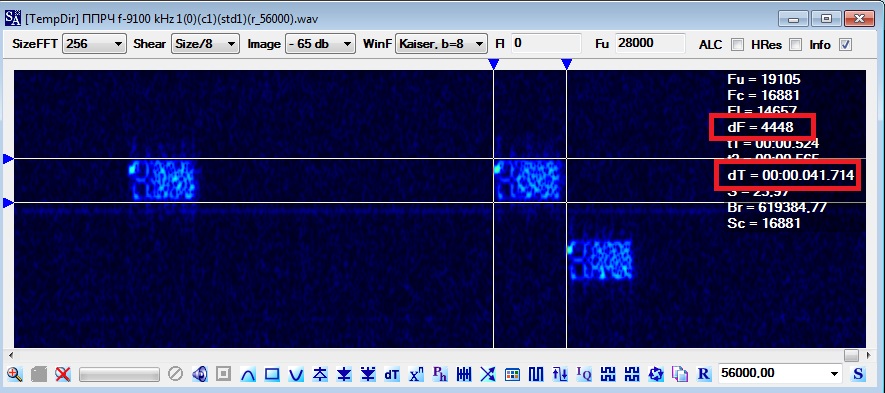 [TempDir] ППРЧ f-9100 kHz 1(0)(c1)(std1)(r_56000).wav
SizeFFT 256 Shear Size/8 Image - 65 db WinF Kaiser, b=8 Fl 0 Fu 28000 ALC HRes Info
Fu = 19105
Fc = 16881
Fl = 14657
dF = 4448
t1 = 00:00.524
t2 = 00:00.565
dT = 00:00.041.714
S = 23,97
Br = 619384,77
Sc = 16881
dT xⁿ Ph IQ R 56000,00 S